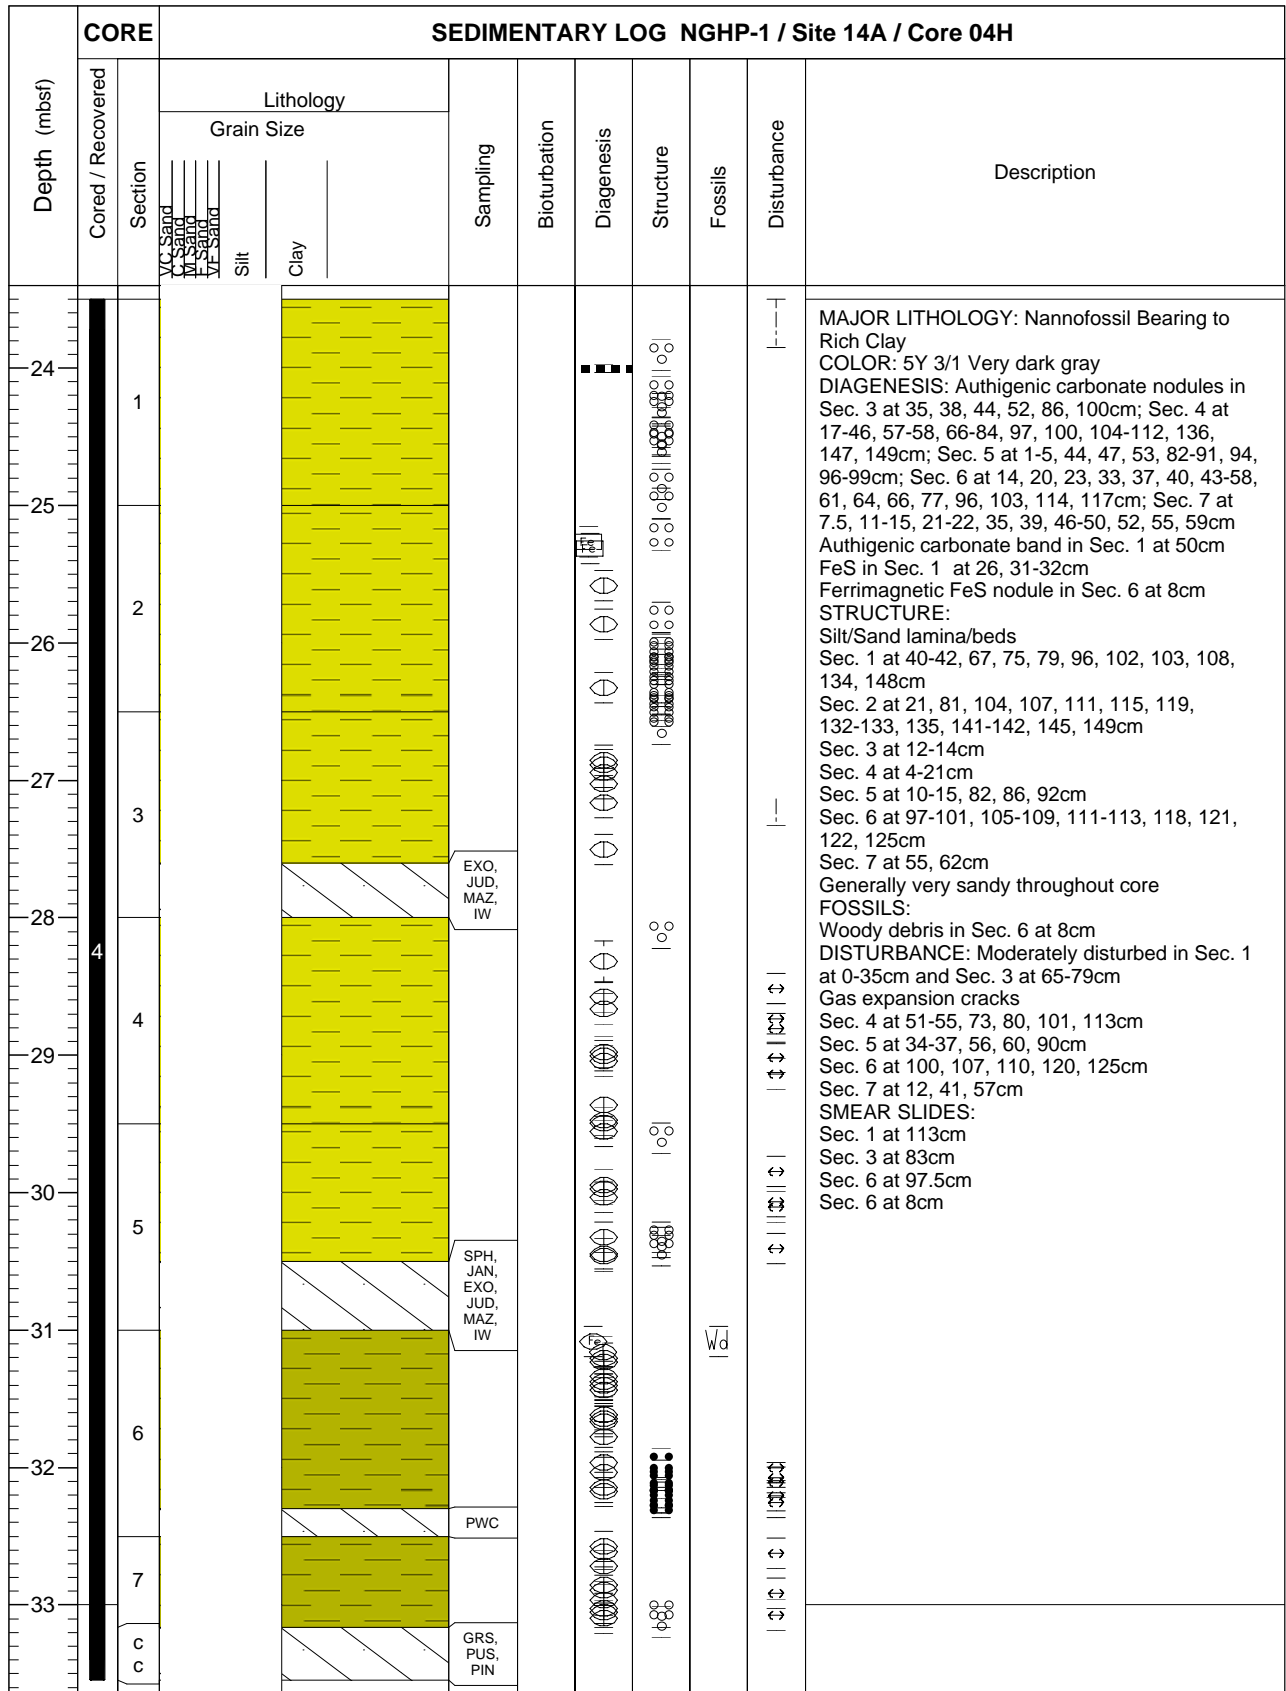 CORE
SEDIMENTARY LOG NGHP-1 / Site 14A / Core 04H
Depth (mbsf)
Cored / Recovered
Section
Lithology
Grain Size
VC Sand
C Sand
M Sand
F Sand
VF Sand
Silt
Clay
Sampling
Bioturbation
Diagenesis
Structure
Fossils
Disturbance
Description
24
25
26
27
28
29
30
31
32
33
4
1
2
3
4
5
6
7
C
C
EXO,
JUD,
MAZ,
IW
SPH,
JAN,
EXO,
JUD,
MAZ,
IW
PWC
GRS,
PUS,
PIN
Fe
Fe
Fe
Wd
MAJOR LITHOLOGY: Nannofossil Bearing to
Rich Clay
COLOR: 5Y 3/1 Very dark gray
DIAGENESIS: Authigenic carbonate nodules in
Sec. 3 at 35, 38, 44, 52, 86, 100cm; Sec. 4 at
17-46, 57-58, 66-84, 97, 100, 104-112, 136,
147, 149cm; Sec. 5 at 1-5, 44, 47, 53, 82-91, 94,
96-99cm; Sec. 6 at 14, 20, 23, 33, 37, 40, 43-58,
61, 64, 66, 77, 96, 103, 114, 117cm; Sec. 7 at
7.5, 11-15, 21-22, 35, 39, 46-50, 52, 55, 59cm
Authigenic carbonate band in Sec. 1 at 50cm
FeS in Sec. 1 at 26, 31-32cm
Ferrimagnetic FeS nodule in Sec. 6 at 8cm
STRUCTURE:
Silt/Sand lamina/beds
Sec. 1 at 40-42, 67, 75, 79, 96, 102, 103, 108,
134, 148cm
Sec. 2 at 21, 81, 104, 107, 111, 115, 119,
132-133, 135, 141-142, 145, 149cm
Sec. 3 at 12-14cm
Sec. 4 at 4-21cm
Sec. 5 at 10-15, 82, 86, 92cm
Sec. 6 at 97-101, 105-109, 111-113, 118, 121,
122, 125cm
Sec. 7 at 55, 62cm
Generally very sandy throughout core
FOSSILS:
Woody debris in Sec. 6 at 8cm
DISTURBANCE: Moderately disturbed in Sec. 1
at 0-35cm and Sec. 3 at 65-79cm
Gas expansion cracks
Sec. 4 at 51-55, 73, 80, 101, 113cm
Sec. 5 at 34-37, 56, 60, 90cm
Sec. 6 at 100, 107, 110, 120, 125cm
Sec. 7 at 12, 41, 57cm
SMEAR SLIDES:
Sec. 1 at 113cm
Sec. 3 at 83cm
Sec. 6 at 97.5cm
Sec. 6 at 8cm